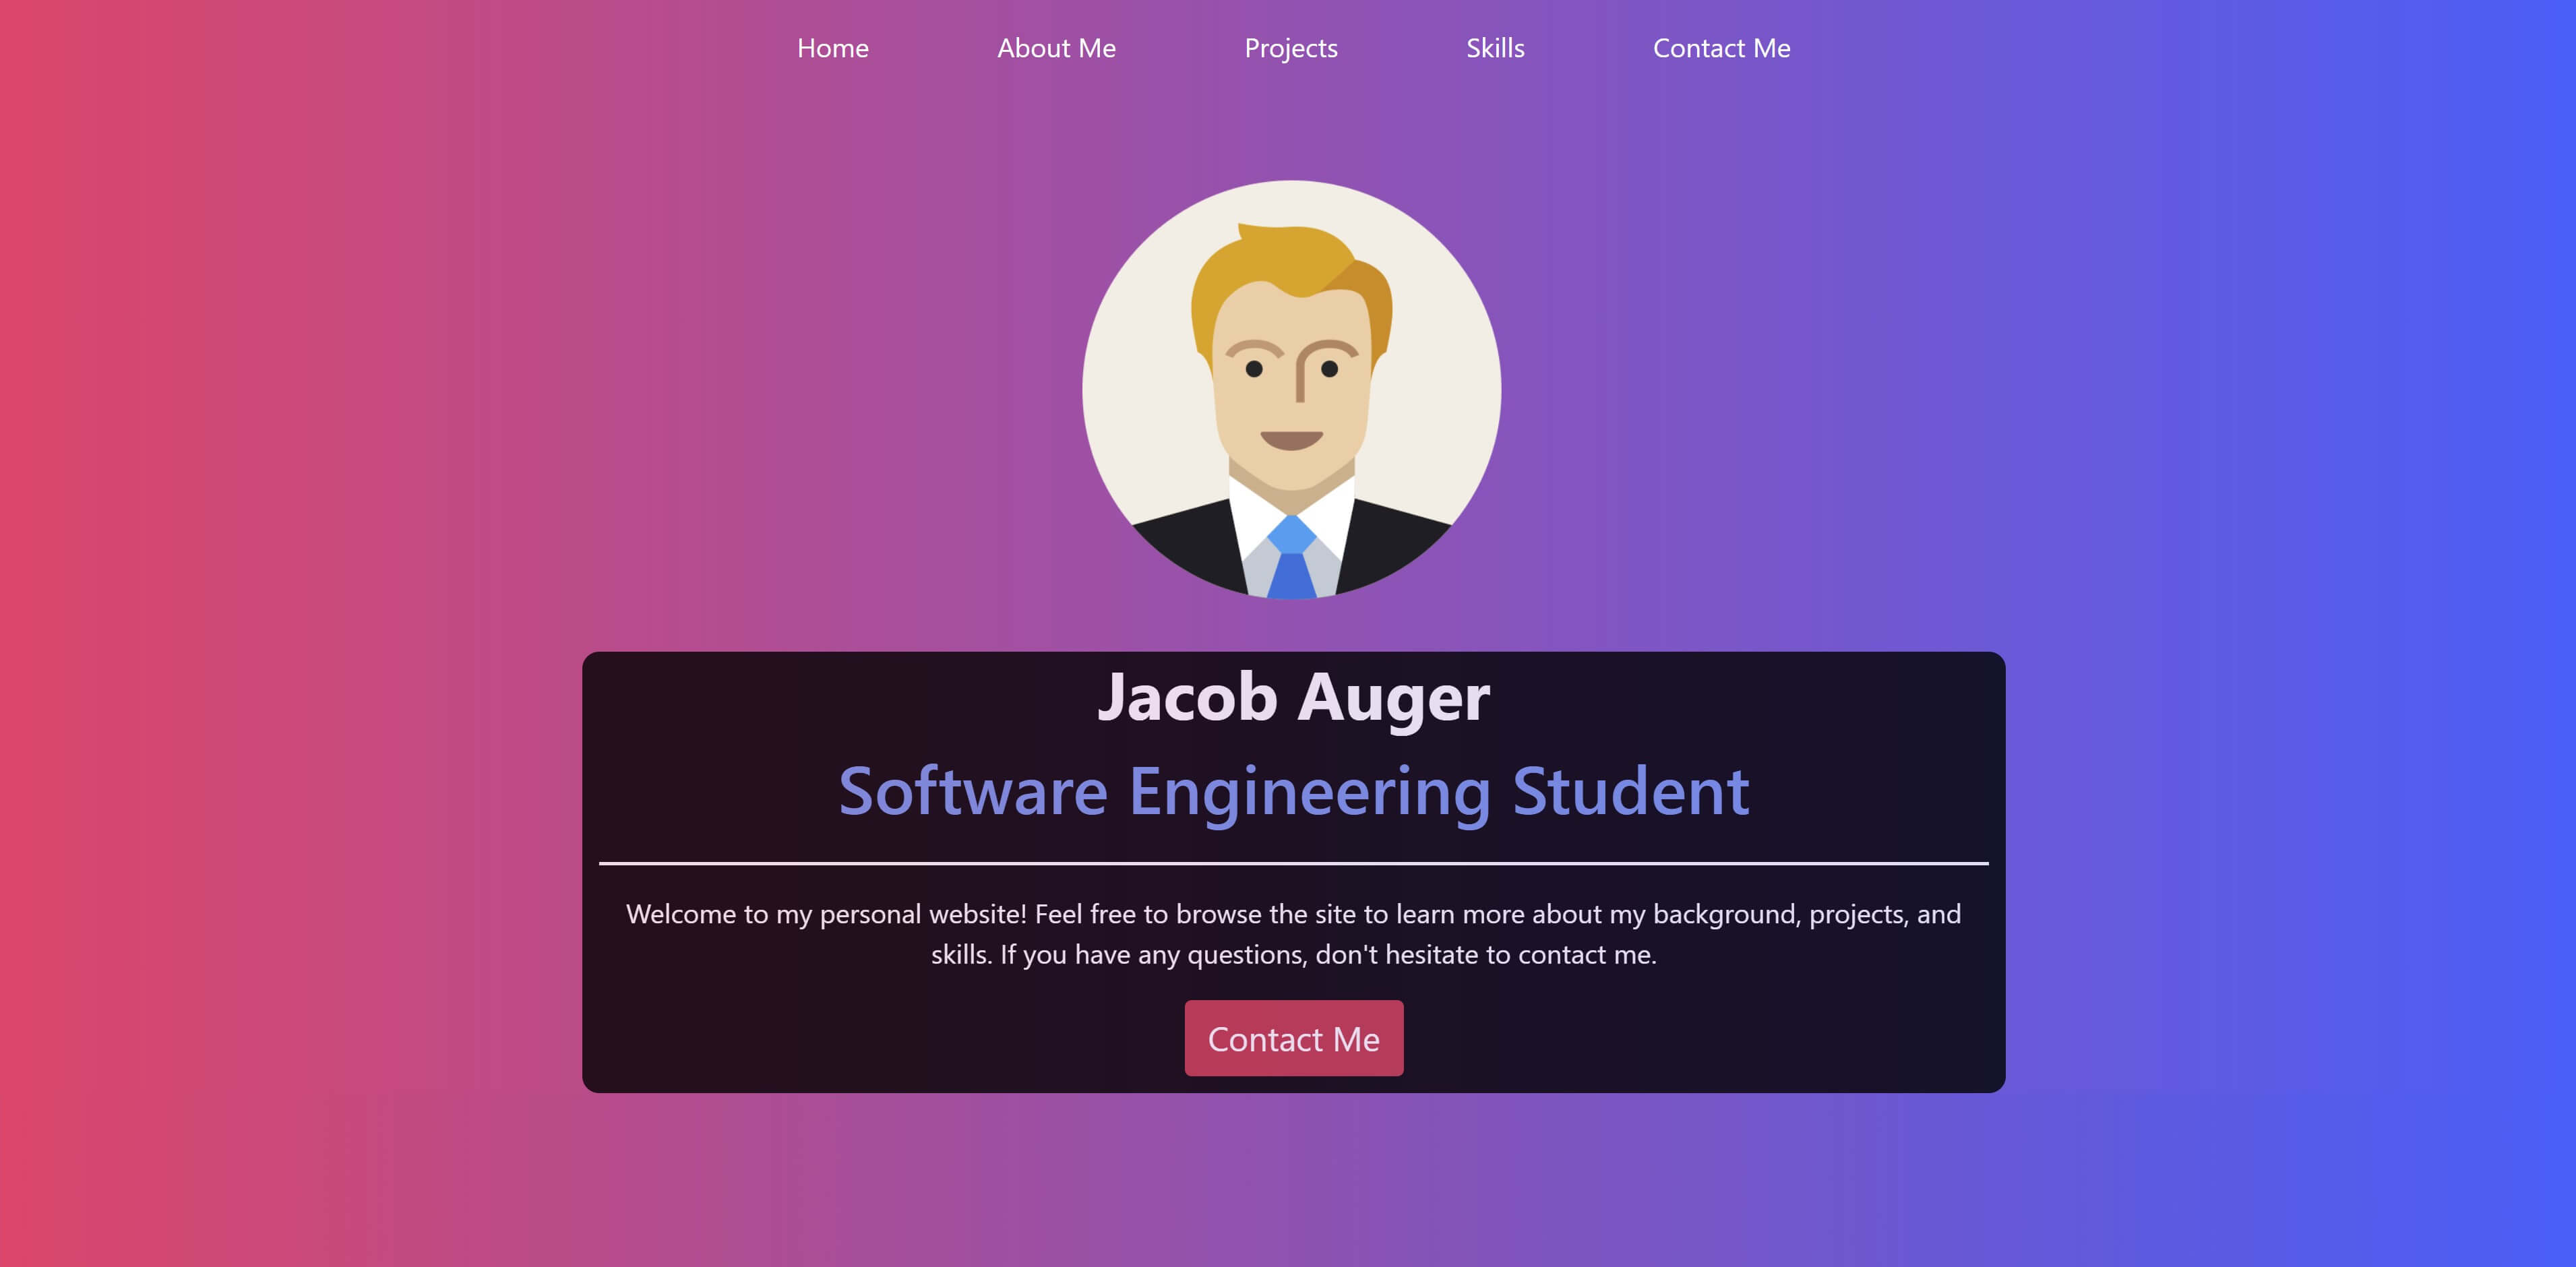 Home About Me Projects Skills Contact Me
Jacob Auger
Software Engineering Student
Welcome to my personal website! Feel free to browse the site to learn more about my background, projects, and
skills. If you have any questions, don't hesitate to contact me.
Contact Me